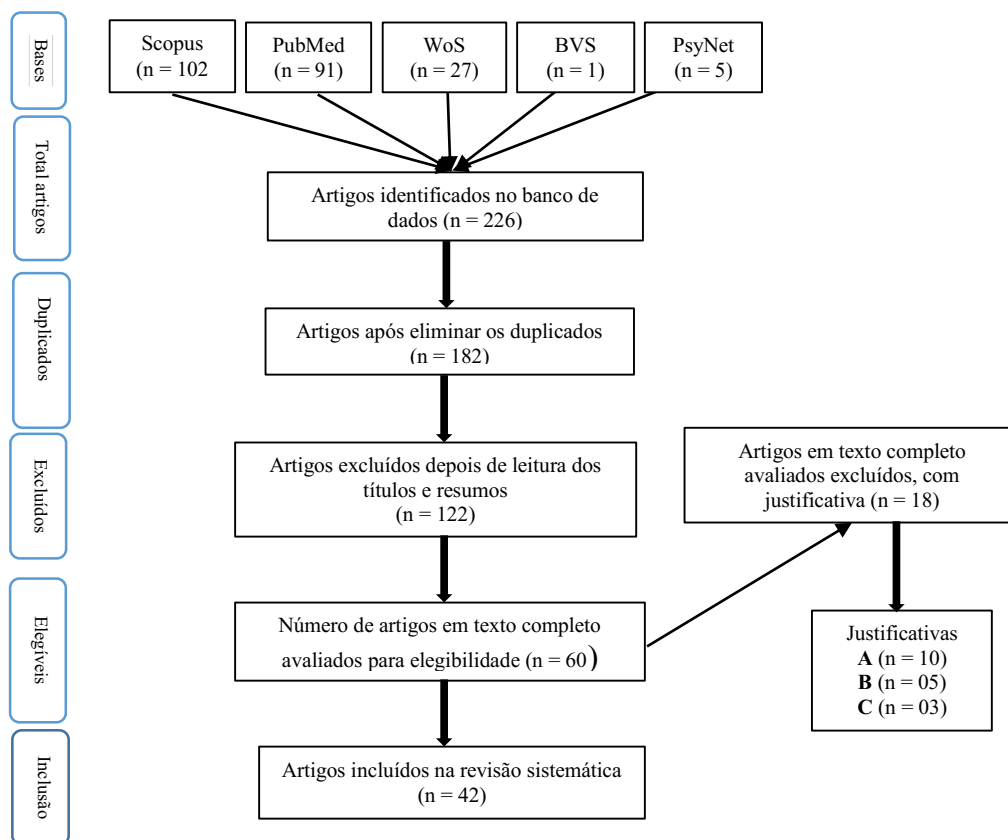 Bases
Scopus
(n = 102
PubMed
(n = 91)
WoS
(n = 27)
BVS
(n = 1)
PsyNet
(n = 5)
Total artigos
Artigos identificados no banco de
dados (n = 226)
Duplicados
Artigos após eliminar os duplicados
(n = 182)
Excluídos
Artigos excluídos depois de leitura dos
títulos e resumos
(n = 122)
Artigos em texto completo
avaliados excluídos, com
justificativa (n = 18)
Elegíveis
Número de artigos em texto completo
avaliados para elegibilidade (n = 60)
Justificativas
A (n = 10)
B (n = 05)
C (n = 03)
Inclusão
Artigos incluídos na revisão sistemática
(n = 42)